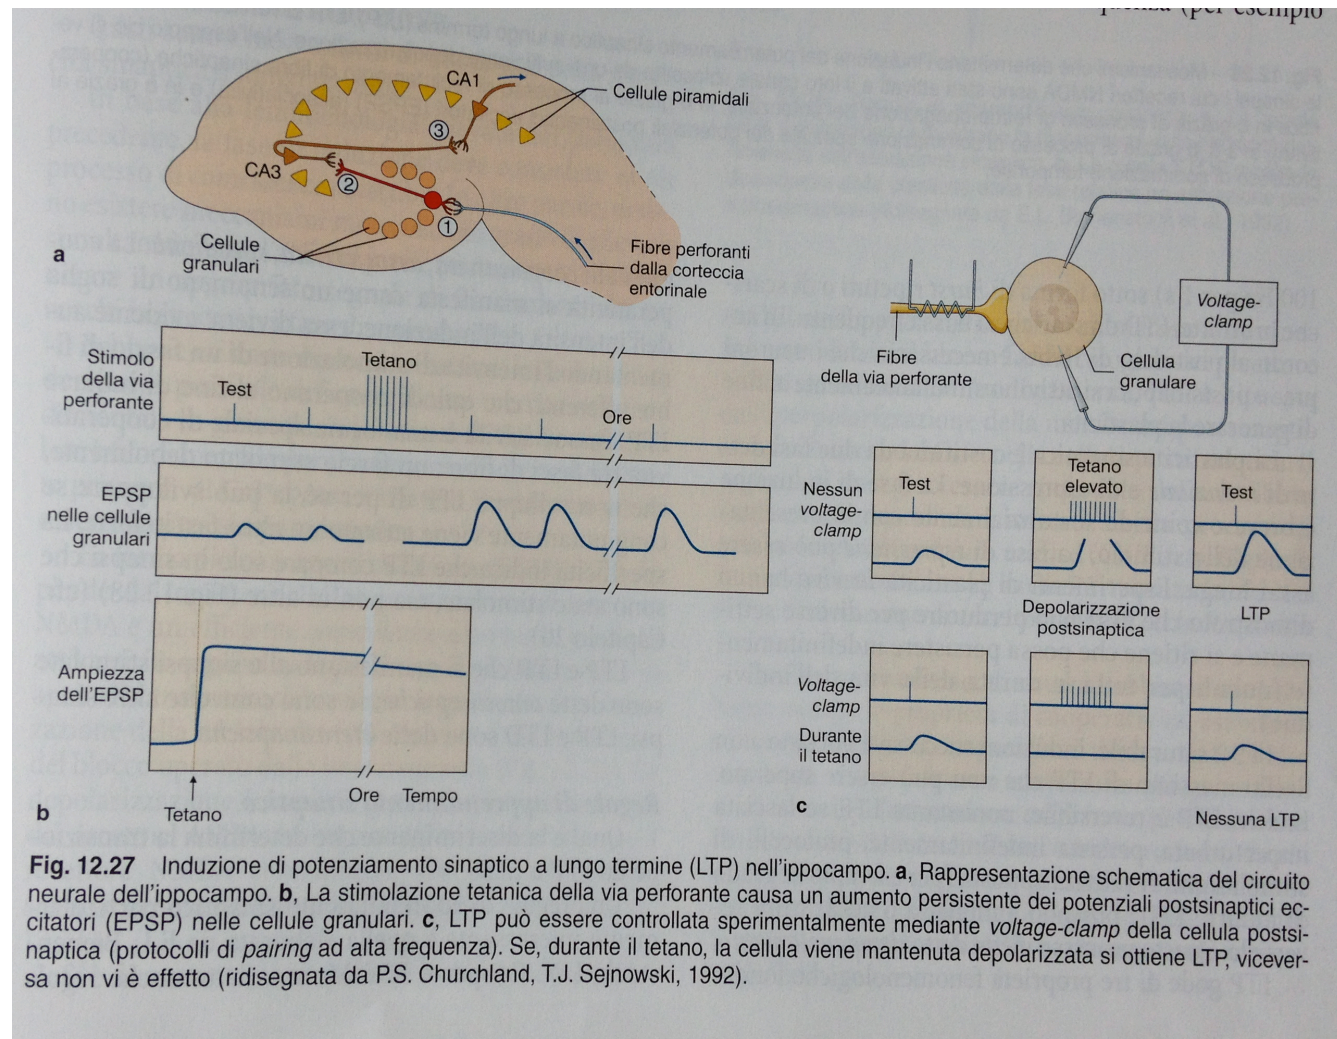 (per esempio
CA1
Cellule piramidali
3
CA3
2
1
Cellule
granulari
Fibre perforanti
dalla corteccia
entorinale
a
Stimolo
della via
perforante
Test
Tetano
Ore
EPSP
nelle cellule
granulari
Ampiezza
dell'EPSP
Ore Tempo
Tetano
b
Voltage-
clamp
Fibre
della via perforante
Cellula
granulare
Nessun
voltage-
clamp
Test
Tetano
elevato
Test
Depolarizzazione
postsinaptica
LTP
Voltage-
clamp
Durante
il tetano
c
Nessuna LTP
Fig. 12.27 Induzione di potenziamento sinaptico a lungo termine (LTP) nell'ippocampo. a, Rappresentazione schematica del circuito
neurale dell'ippocampo. b, La stimolazione tetanica della via perforante causa un aumento persistente dei potenziali postsinaptici ec-
citatori (EPSP) nelle cellule granulari. c, LTP può essere controllata sperimentalmente mediante voltage-clamp della cellula postsi-
naptica (protocolli di pairing ad alta frequenza). Se, durante il tetano, la cellula viene mantenuta depolarizzata si ottiene LTP, vicever-
sa non vi è effetto (ridisegnata da P.S. Churchland, T.J. Sejnowski, 1992).